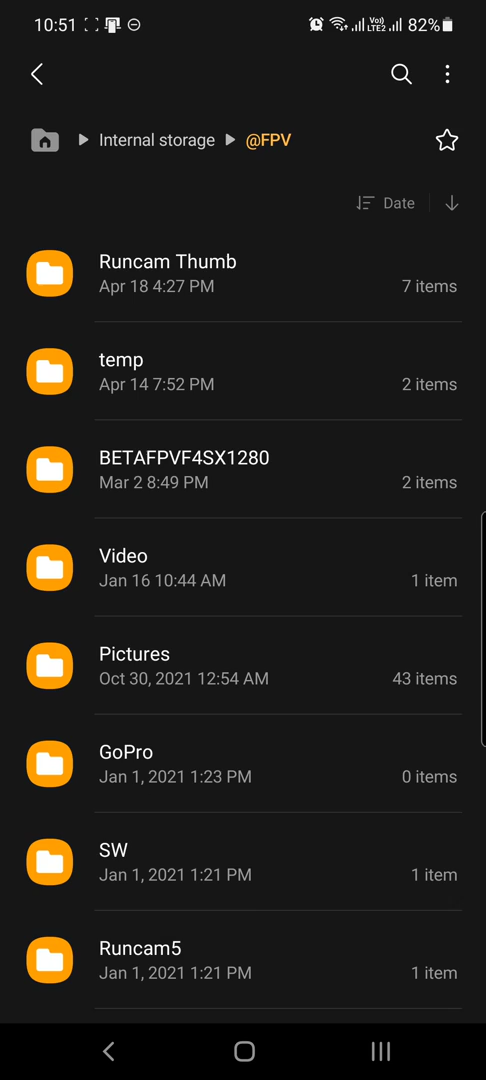 10:51 Vo)) LTE2 82%
Internal storage @FPV
Date
Runcam Thumb
Apr 18 4:27 PM 7 items
temp
Apr 14 7:52 PM 2 items
BETAFPVF4SX1280
Mar 2 8:49 PM 2 items
Video
Jan 16 10:44 AM 1 item
Pictures
Oct 30, 2021 12:54 AM 43 items
GoPro
Jan 1, 2021 1:23 PM 0 items
SW
Jan 1, 2021 1:21 PM 1 item
Runcam5
Jan 1, 2021 1:21 PM 1 item